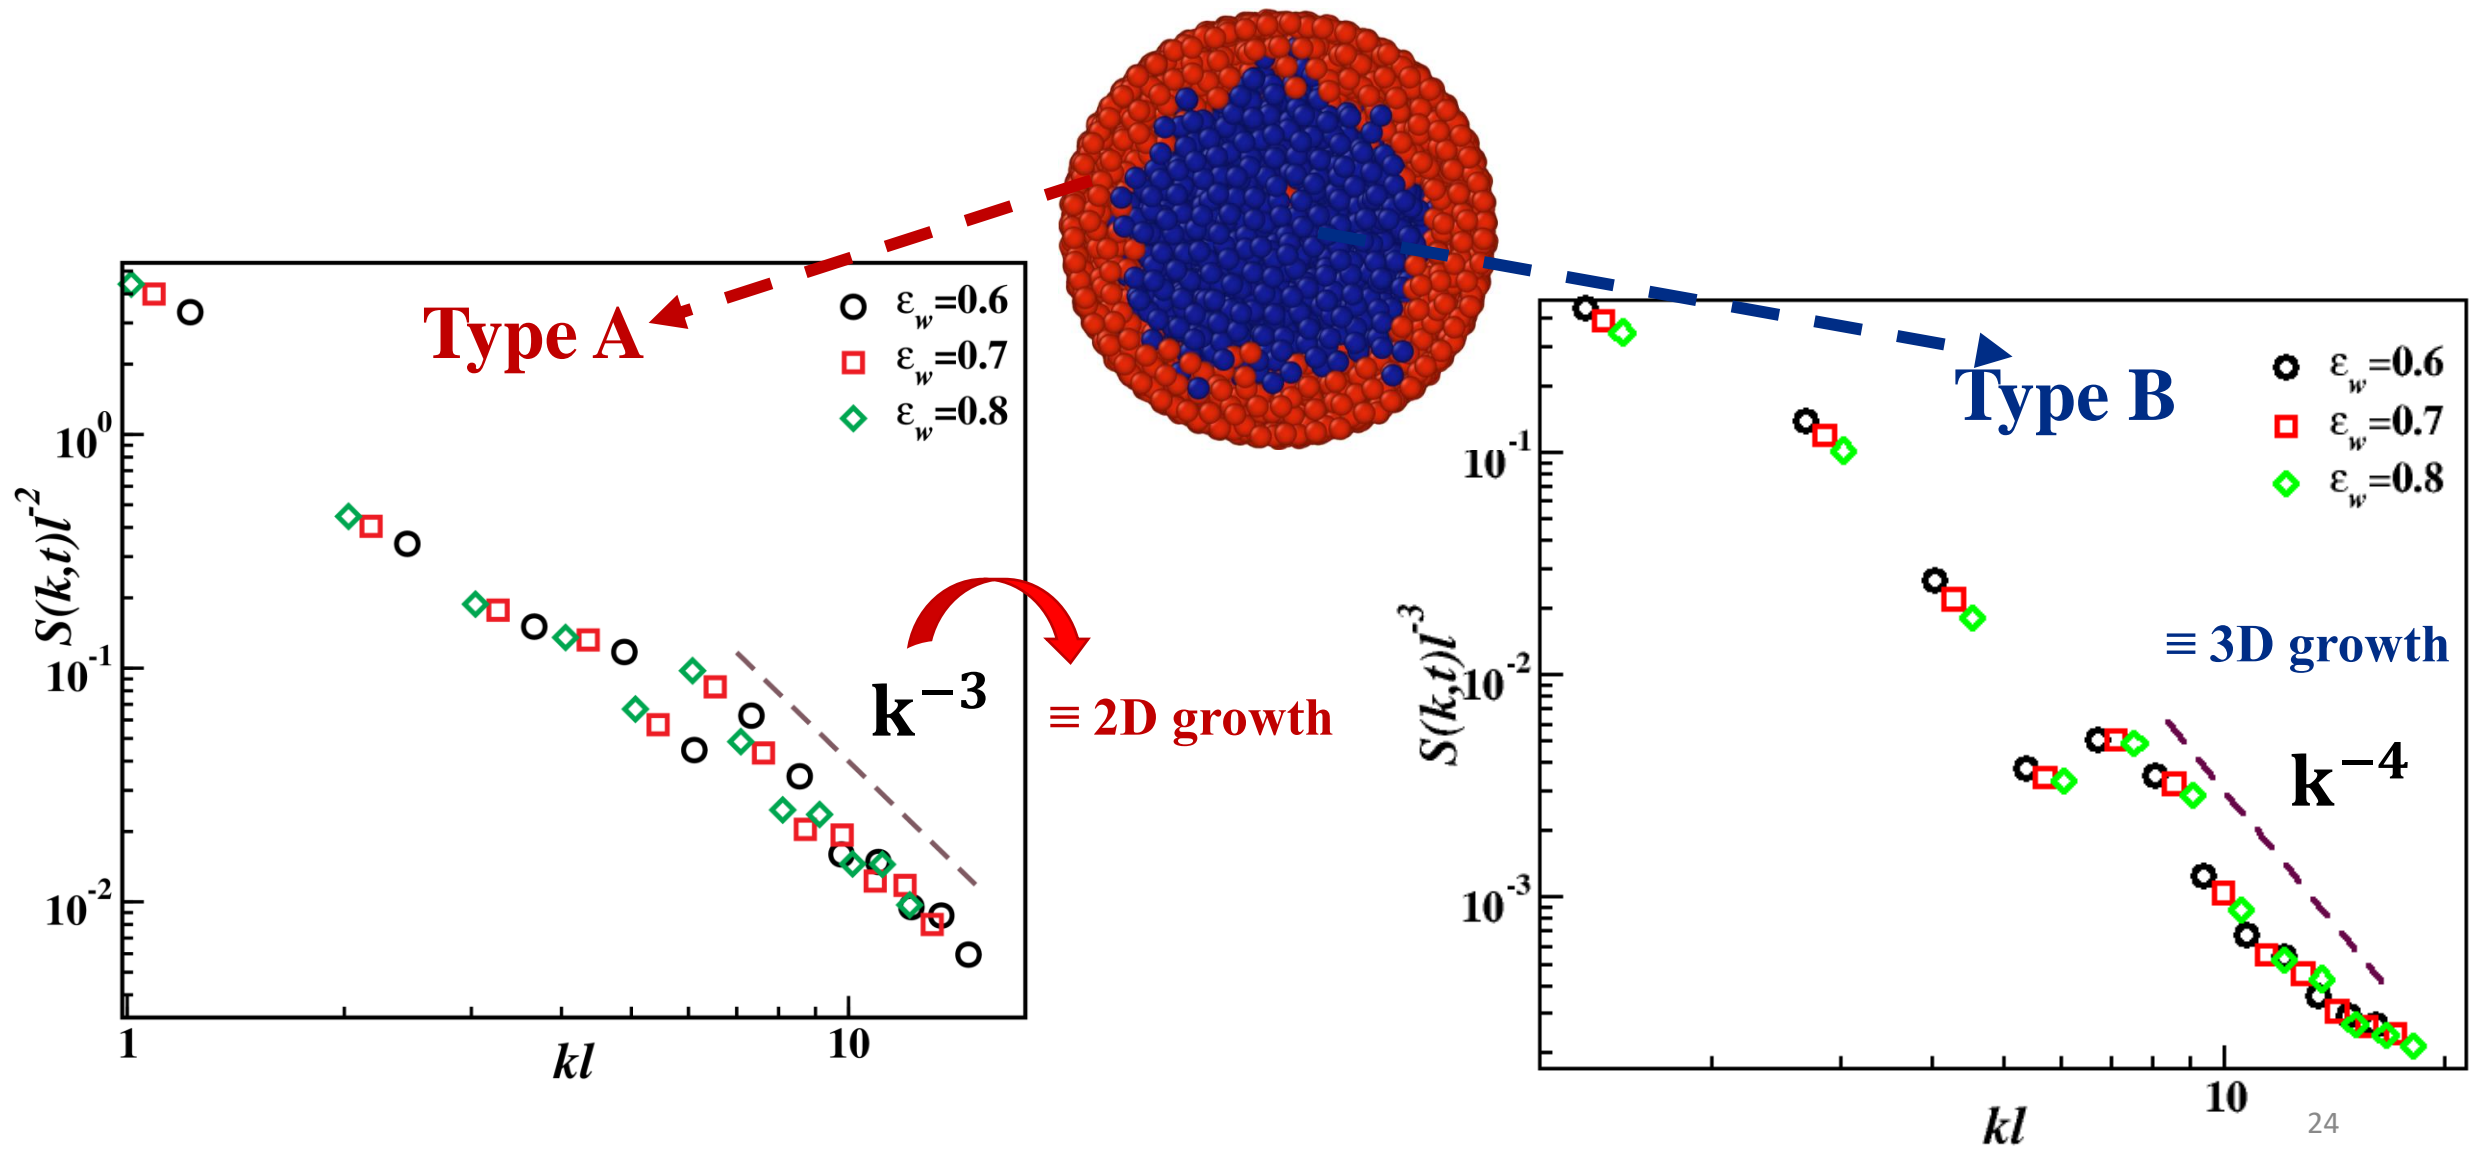 Type A
ε_w=0.6
ε_w=0.7
ε_w=0.8
10^0
10^-1
10^-2
S(k,t)l^-2
1
10
kl
k^−3
≡ 2D growth
Type B
ε_w=0.6
ε_w=0.7
ε_w=0.8
10^-1
10^-2
10^-3
S(k,t)l^-3
≡ 3D growth
k^−4
10
kl
24